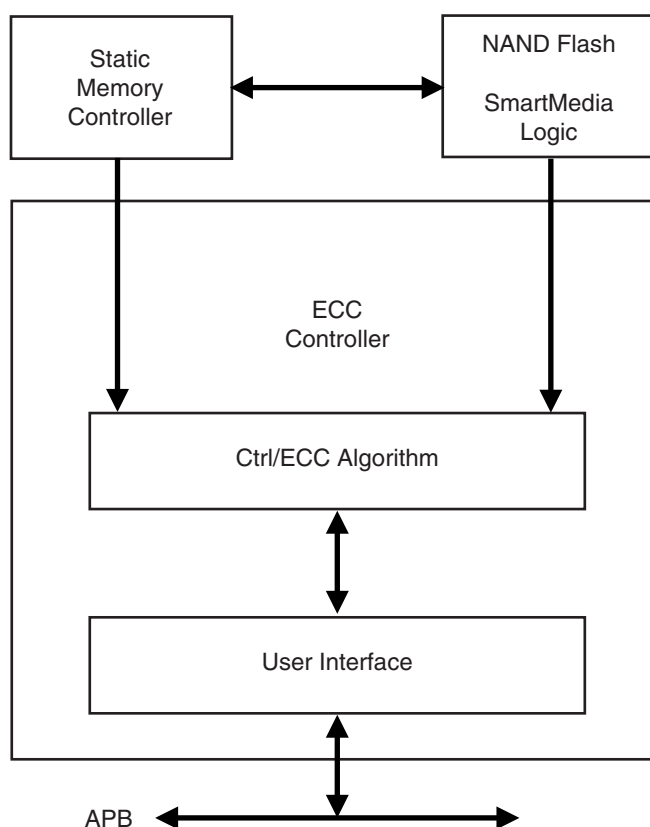 Static
Memory
Controller
NAND Flash
SmartMedia
Logic
ECC
Controller
Ctrl/ECC Algorithm
User Interface
APB